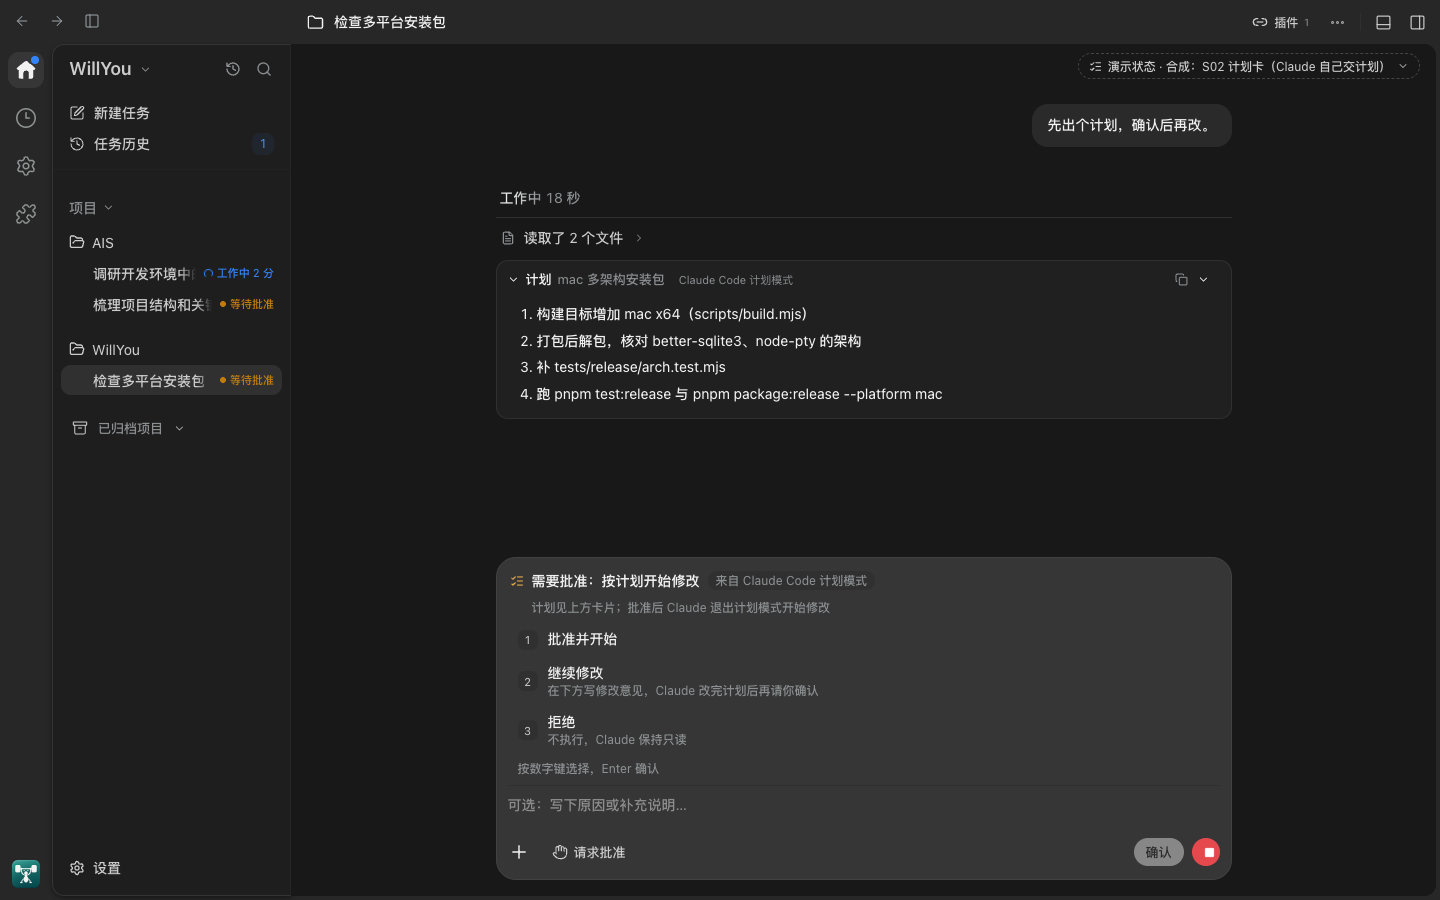 检查多平台安装包
插件 1
WillYou
演示状态 · 合成：S02 计划卡（Claude 自己交计划）
新建任务
任务历史
1
项目
AIS
调研开发环境中
工作中 2 分
梳理项目结构和关
等待批准
WillYou
检查多平台安装包
等待批准
已归档项目
设置
先出个计划，确认后再改。
工作中 18 秒
读取了 2 个文件
计划 mac 多架构安装包 Claude Code 计划模式
1. 构建目标增加 mac x64（scripts/build.mjs）
2. 打包后解包，核对 better-sqlite3、node-pty 的架构
3. 补 tests/release/arch.test.mjs
4. 跑 pnpm test:release 与 pnpm package:release --platform mac
需要批准：按计划开始修改 来自 Claude Code 计划模式
计划见上方卡片；批准后 Claude 退出计划模式开始修改
1 批准并开始
2 继续修改
在下方写修改意见，Claude 改完计划后再请你确认
3 拒绝
不执行，Claude 保持只读
按数字键选择，Enter 确认
可选：写下原因或补充说明...
请求批准
确认